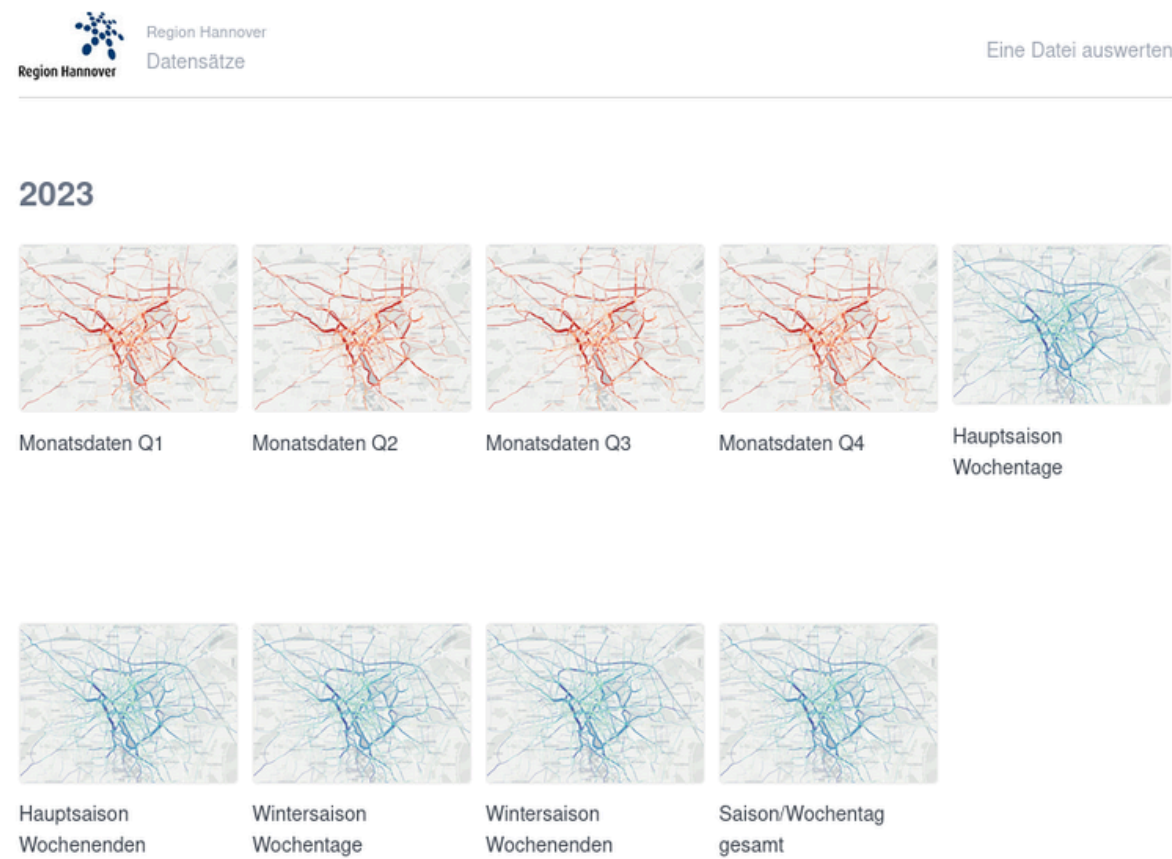 Region Hannover
Region Hannover
Datensätze
Eine Datei auswerten
2023
Monatsdaten Q1
Monatsdaten Q2
Monatsdaten Q3
Monatsdaten Q4
Hauptsaison
Wochentage
Hauptsaison
Wochenenden
Wintersaison
Wochentage
Wintersaison
Wochenenden
Saison/Wochentag
gesamt